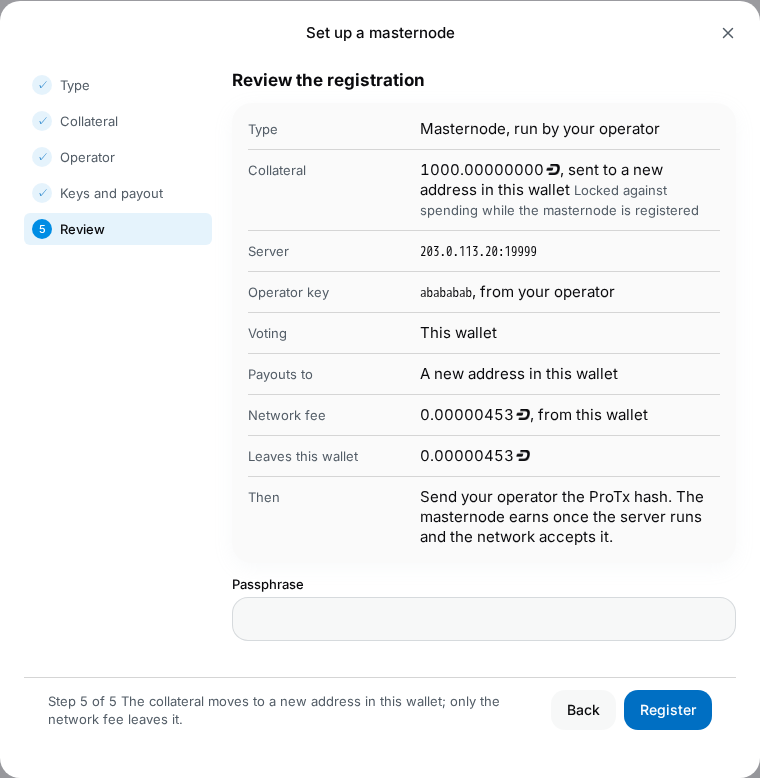 Set up a masternode
Type
Collateral
Operator
Keys and payout
5 Review
Review the registration
Type Masternode, run by your operator
Collateral 1000.00000000 , sent to a new
address in this wallet Locked against
spending while the masternode is registered
Server 203.0.113.20:19999
Operator key abababab, from your operator
Voting This wallet
Payouts to A new address in this wallet
Network fee 0.00000453 , from this wallet
Leaves this wallet 0.00000453
Then Send your operator the ProTx hash. The
masternode earns once the server runs
and the network accepts it.
Passphrase
Step 5 of 5 The collateral moves to a new address in this wallet; only the
network fee leaves it.
Back
Register